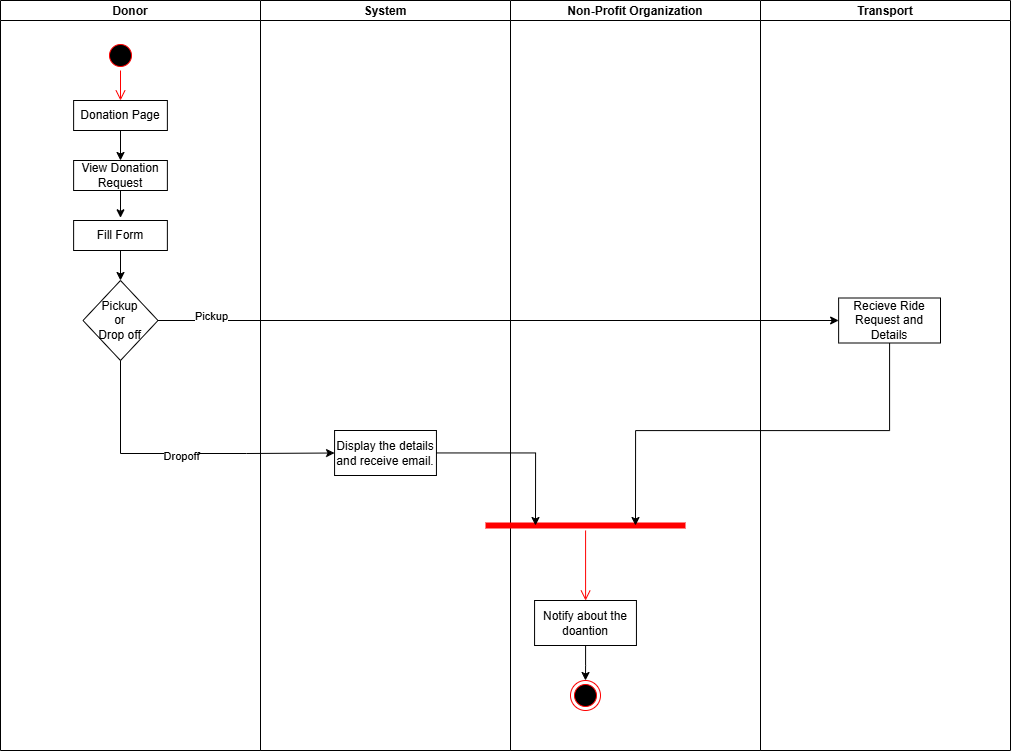 Donor
System
Non-Profit Organization
Transport
Donation Page
View Donation
Request
Fill Form
Pickup
or
Drop off
Pickup
Recieve Ride
Request and
Details
Dropoff
Display the details
and receive email.
Notify about the
doantion